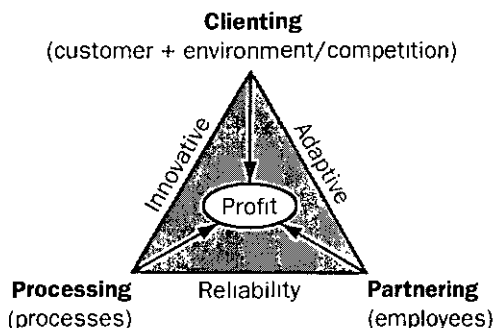 Clienting
(customer + environment/competition)
Innovative
Adaptive
Profit
Processing
(processes)
Reliability
Partnering
(employees)